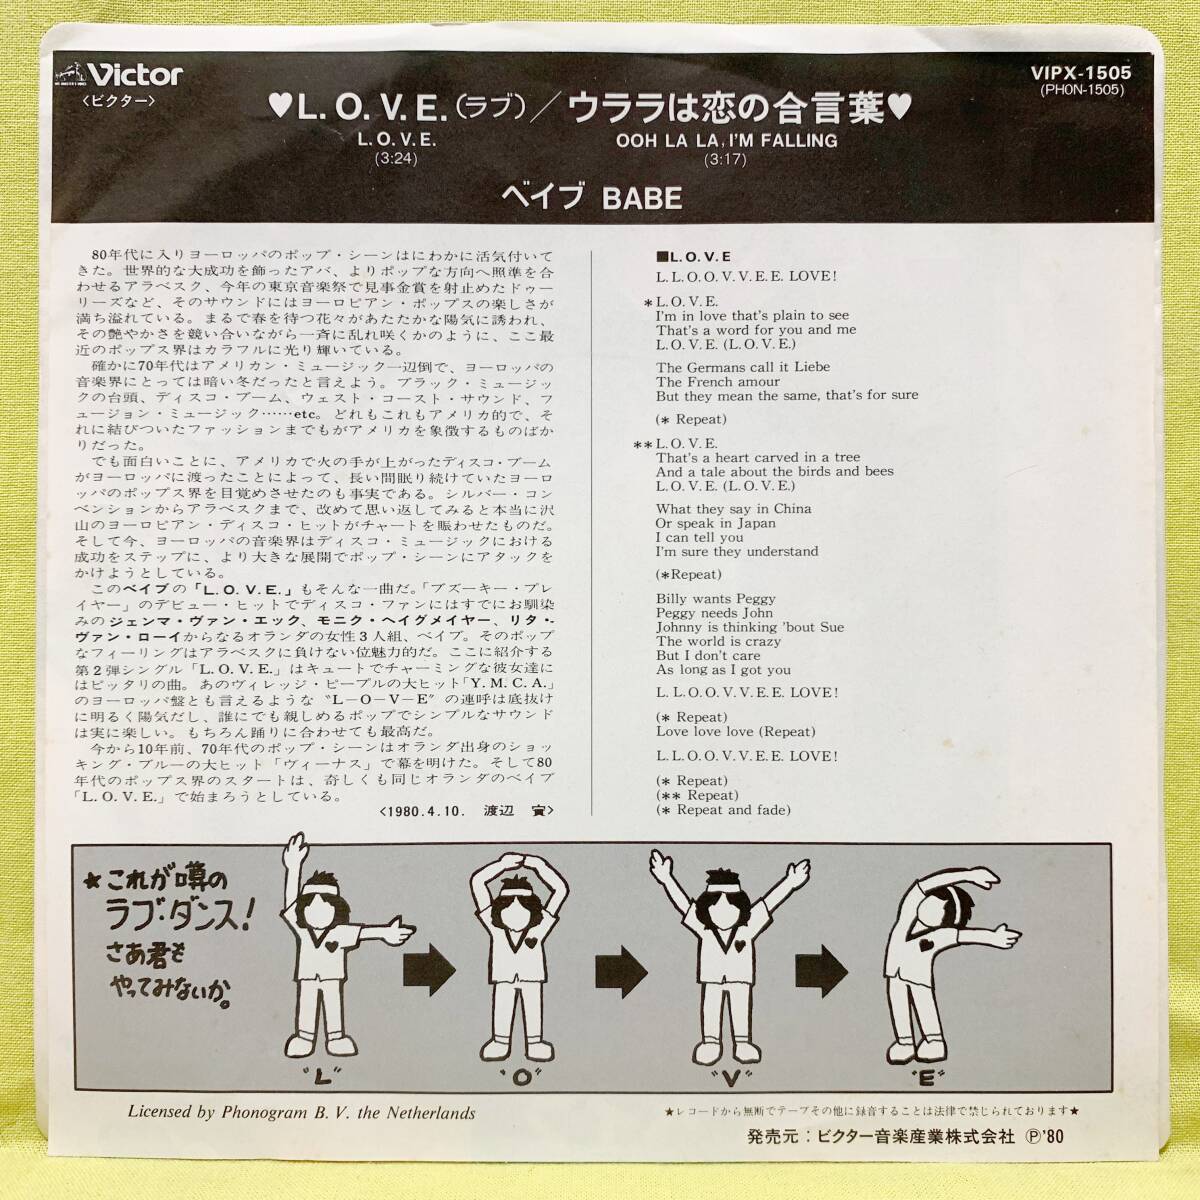 Victor
〈ビクター〉
♥L.O.V.E.(ラブ)／ウララは恋の合言葉♥
L.O.V.E.
(3:24)
OOH LA LA, I'M FALLING
(3:17)
ベイブ BABE
VIPX-1505
(PHON-1505)
80年代に入りヨーロッパのポップ・シーンはにわかに活気付いて
きた。世界的な大成功を飾ったアバ、よりポップな方向へ照準を合
わせるアラベスク、今年の東京音楽祭で見事金賞を射止めたドゥー
リーズなど、そのサウンドにはヨーロピアン・ポップスの楽しさが
満ち溢れている。まるで春を待つ花々があたたかな陽気に誘われ、
その艶やかさを競い合いながら一斉に乱れ咲くかのように、ここ最
近のポップス界はカラフルに光り輝いている。
確かに70年代はアメリカン・ミュージック一辺倒で、ヨーロッパの
音楽界にとっては暗い冬だったと言えよう。ブラック・ミュージッ
クの台頭、ディスコ・ブーム、ウェスト・コースト・サウンド、フ
ュージョン・ミュージック……etc。どれもこれもアメリカ的で、そ
れに結びついたファッションまでもがアメリカを象徴するものばか
りだった。
でも面白いことに、アメリカで火の手が上がったディスコ・ブーム
がヨーロッパに渡ったことによって、長い間眠り続けていたヨーロ
ッパのポップス界を目覚めさせたのも事実である。シルバー・コン
ベンションからアラベスクまで、改めて思い返してみると本当に沢
山のヨーロピアン・ディスコ・ヒットがチャートを賑わせたものだ。
そして今、ヨーロッパの音楽界はディスコ・ミュージックにおける
成功をステップに、より大きな展開でポップ・シーンにアタックを
かけようとしている。
このベイブの「L.O.V.E.」もそんな一曲だ。「ブズーキー・プレ
イヤー」のデビュー・ヒットでディスコ・ファンにはすでにお馴染
みのジェンマ・ヴァン・エック、モニク・ヘイグメイヤー、リタ・
ヴァン・ローイからなるオランダの女性3人組、ベイブ。そのポップ
なフィーリングはアラベスクに負けない位魅力的だ。ここに紹介する
第2弾シングル「L.O.V.E.」はキュートでチャーミングな彼女達に
はピッタリの曲。あのヴィレッジ・ピープルの大ヒット「Y.M.C.A.」
のヨーロッパ盤とも言えるような“L-O-V-E”の連呼は底抜け
に明るく陽気だし、誰にでも親しめるポップでシンプルなサウンド
は実に楽しい。もちろん踊りに合わせても最高だ。
今から10年前、70年代のポップ・シーンはオランダ出身のショッ
キング・ブルーの大ヒット「ヴィーナス」で幕を明けた。そして80
年代のポップス界のスタートは、奇しくも同じオランダのベイブ
「L.O.V.E.」で始まろうとしている。
〈1980.4.10. 渡辺 寅〉
■L.O.V.E
L.L.O.O.V.V.E.E. LOVE!
*L.O.V.E.
I'm in love that's plain to see
That's a word for you and me
L.O.V.E. (L.O.V.E.)
The Germans call it Liebe
The French amour
But they mean the same, that's for sure
(* Repeat)
**L.O.V.E.
That's a heart carved in a tree
And a tale about the birds and bees
L.O.V.E. (L.O.V.E.)
What they say in China
Or speak in Japan
I can tell you
I'm sure they understand
(*Repeat)
Billy wants Peggy
Peggy needs John
Johnny is thinking 'bout Sue
The world is crazy
But I don't care
As long as I got you
L.L.O.O.V.V.E.E. LOVE!
(* Repeat)
Love love love (Repeat)
L.L.O.O.V.V.E.E. LOVE!
(* Repeat)
(** Repeat)
(* Repeat and fade)
★これが噂の
ラブ・ダンス!
さあ君も
やってみないか。
"L"
"O"
"V"
"E"
Licensed by Phonogram B. V. the Netherlands
★レコードから無断でテープその他に録音することは法律で禁じられております★
発売元：ビクター音楽産業株式会社 Ⓟ'80